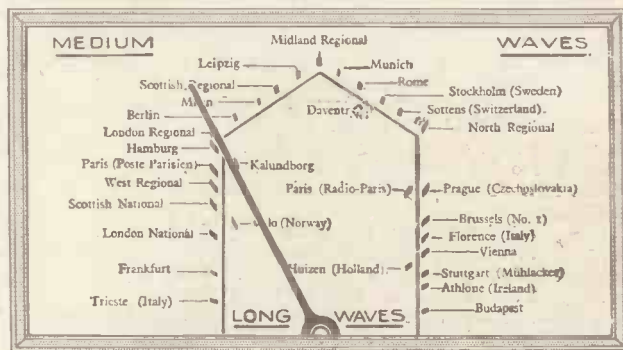 MEDIUM
WAVES
Midland Regional
Leipzig
Munich
Scottish Regional
Rome
Milan
Stockholm (Sweden)
Berlin
Daventry
Sottens (Switzerland).
London Regional
North Regional
Hamburg
Paris (Poste Parisien)
Kalundborg
West Regional
Paris (Radio-Paris)
Prague (Czechoslovakia)
Scottish National
(Norway)
Brussels (No. 1)
London National
Florence (Italy)
Vienna
Frankfurt
Huizen (Holland)
Stuttgart (Mühlacker)
Athlone (Ireland)
Trieste (Italy)
Budapest
LONG WAVES